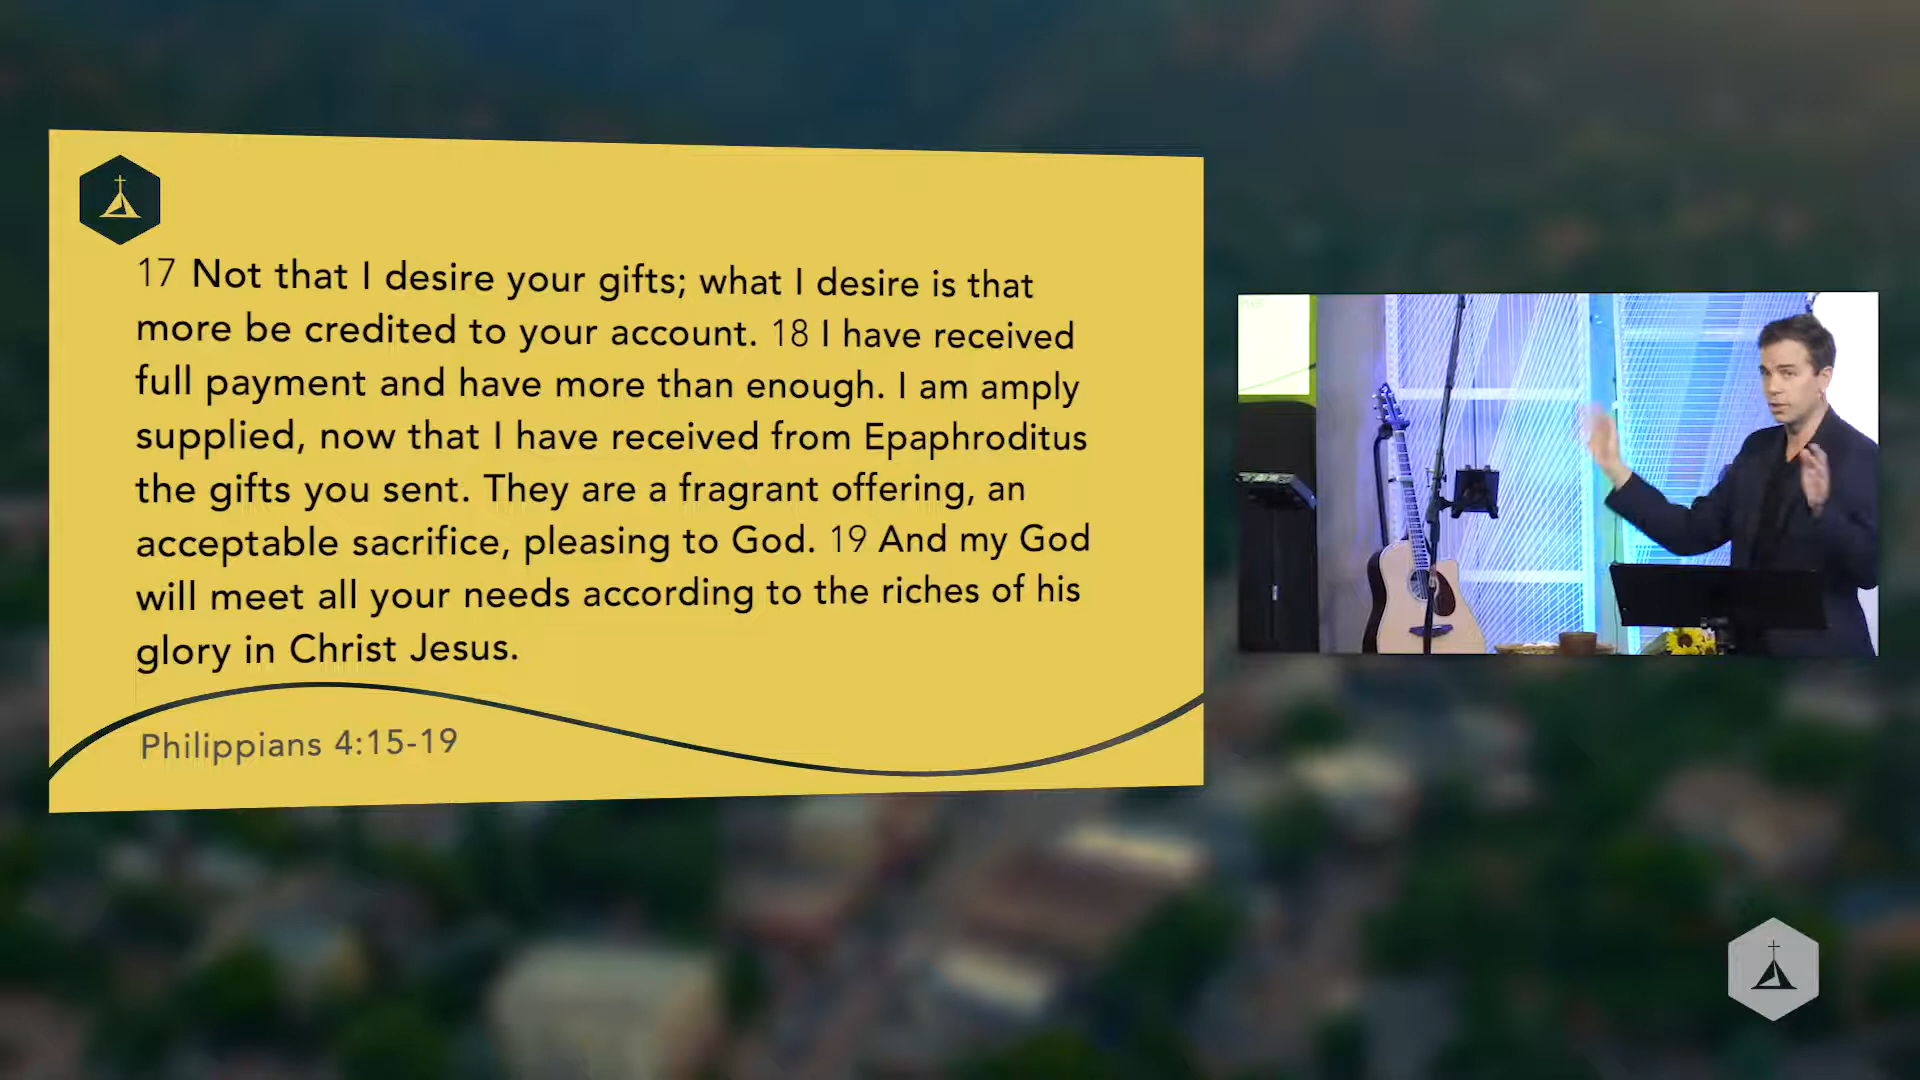 17 Not that I desire your gifts; what I desire is that
more be credited to your account. 18 I have received
full payment and have more than enough. I am amply
supplied, now that I have received from Epaphroditus
the gifts you sent. They are a fragrant offering, an
acceptable sacrifice, pleasing to God. 19 And my God
will meet all your needs according to the riches of his
glory in Christ Jesus.
Philippians 4:15-19